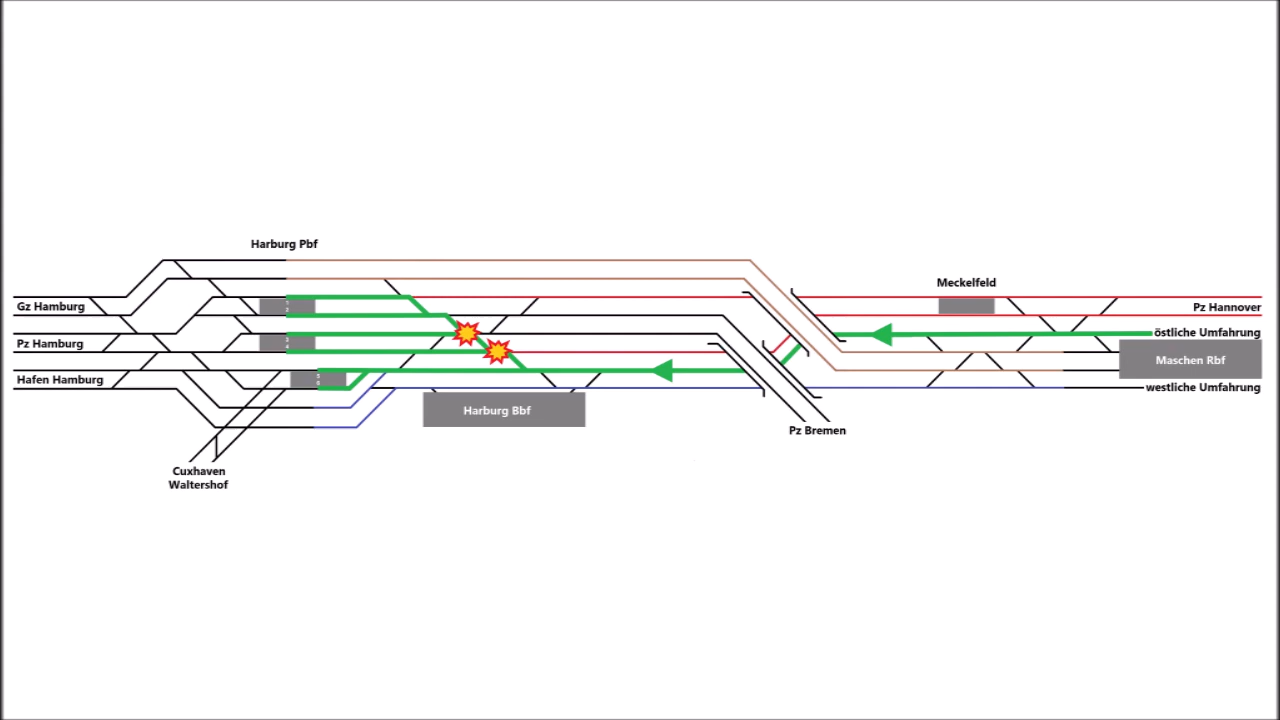 Harburg Pbf
Meckelfeld
Gz Hamburg
Pz Hannover
östliche Umfahrung
Pz Hamburg
Maschen Rbf
Hafen Hamburg
westliche Umfahrung
Harburg Bbf
Pz Bremen
Cuxhaven
Waltershof